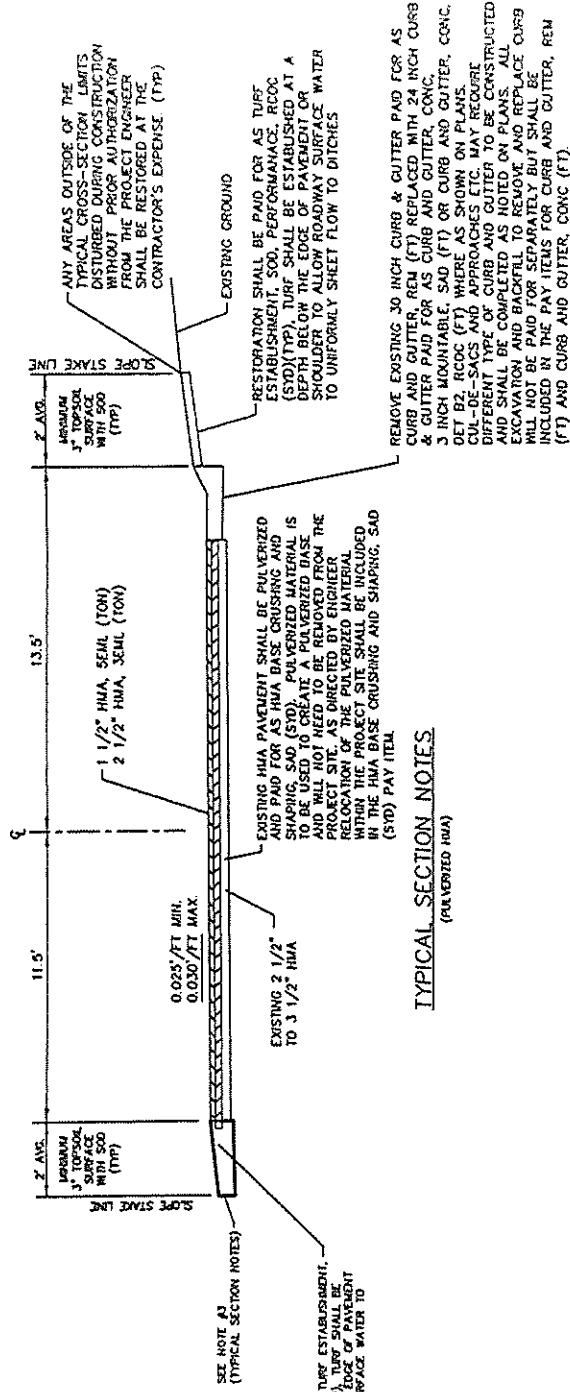 SEE NOTE #3
(TYPICAL SECTION NOTES)
TURF ESTABLISHMENT,
), TURF SHALL BE
EDGE OF PAVEMENT
RFACE WATER TO
SLOPE STAKE LINE
2' AVG.
MINIMUM
3" TOPSOIL
SURFACE
WITH SOD
(TYP)
11.5'
0.025'/FT MIN.
0.030'/FT MAX.
EXISTING 2 1/2"
TO 3 1/2" HMA
℄
13.5'
1 1/2" HMA, 5EML (TON)
2 1/2" HMA, 3EML (TON)
EXISTING HMA PAVEMENT SHALL BE PULVERIZED
AND PAID FOR AS HMA BASE CRUSHING AND
SHAPING, SAD (SYD). PULVERIZED MATERIAL IS
TO BE USED TO CREATE A PULVERIZED BASE
AND WILL NOT NEED TO BE REMOVED FROM THE
PROJECT SITE. AS DIRECTED BY ENGINEER
RELOCATION OF THE PULVERIZED MATERIAL
WITHIN THE PROJECT SITE SHALL BE INCLUDED
IN THE HMA BASE CRUSHING AND SHAPING, SAD
(SYD) PAY ITEM.
2' AVG.
MINIMUM
3" TOPSOIL
SURFACE
WITH SOD
(TYP)
SLOPE STAKE LINE
ANY AREAS OUTSIDE OF THE
TYPICAL CROSS-SECTION LIMITS
DISTURBED DURING CONSTRUCTION
WITHOUT PRIOR AUTHORIZATION
FROM THE PROJECT ENGINEER
SHALL BE RESTORED AT THE
CONTRACTOR'S EXPENSE. (TYP)
EXISTING GROUND
RESTORATION SHALL BE PAID FOR AS TURF
ESTABLISHMENT, SOD, PERFORMANACE, RCOC
(SYD)(TYP), TURF SHALL BE ESTABLISHED AT A
DEPTH BELOW THE EDGE OF PAVEMENT OR
SHOULDER TO ALLOW ROADWAY SURFACE WATER
TO UNIFORMLY SHEET FLOW TO DITCHES
REMOVE EXISTING 30 INCH CURB & GUTTER PAID FOR AS
CURB AND GUTTER, REM (FT) REPLACED WITH 24 INCH CURB
& GUTTER PAID FOR AS CURB AND GUTTER, CONC,
3 INCH MOUNTABLE, SAD (FT) OR CURB AND GUTTER, CONC,
DET B2, RCOC (FT) WHERE AS SHOWN ON PLANS.
CUL-DE-SACS AND APPROACHES ETC. MAY REQUIRE
DIFFERENT TYPE OF CURB AND GUTTER TO BE CONSTRUCTED
AND SHALL BE COMPLETED AS NOTED ON PLANS. ALL
EXCAVATION AND BACKFILL TO REMOVE AND REPLACE CURB
WILL NOT BE PAID FOR SEPARATELY BUT SHALL BE
INCLUDED IN THE PAY ITEMS FOR CURB AND GUTTER, REM
(FT) AND CURB AND GUTTER, CONC (FT).
TYPICAL SECTION NOTES
(PULVERIZED HMA)